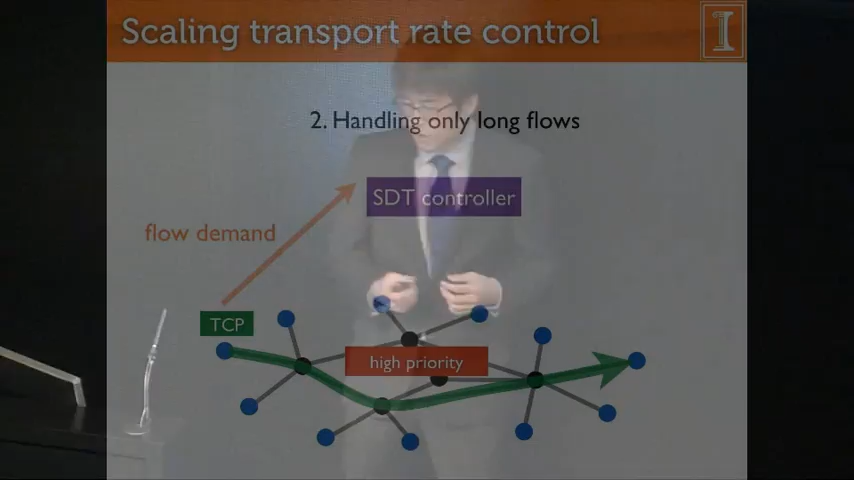 Scaling transport rate control
I
2. Handling only long flows
SDT controller
flow demand
TCP
high priority